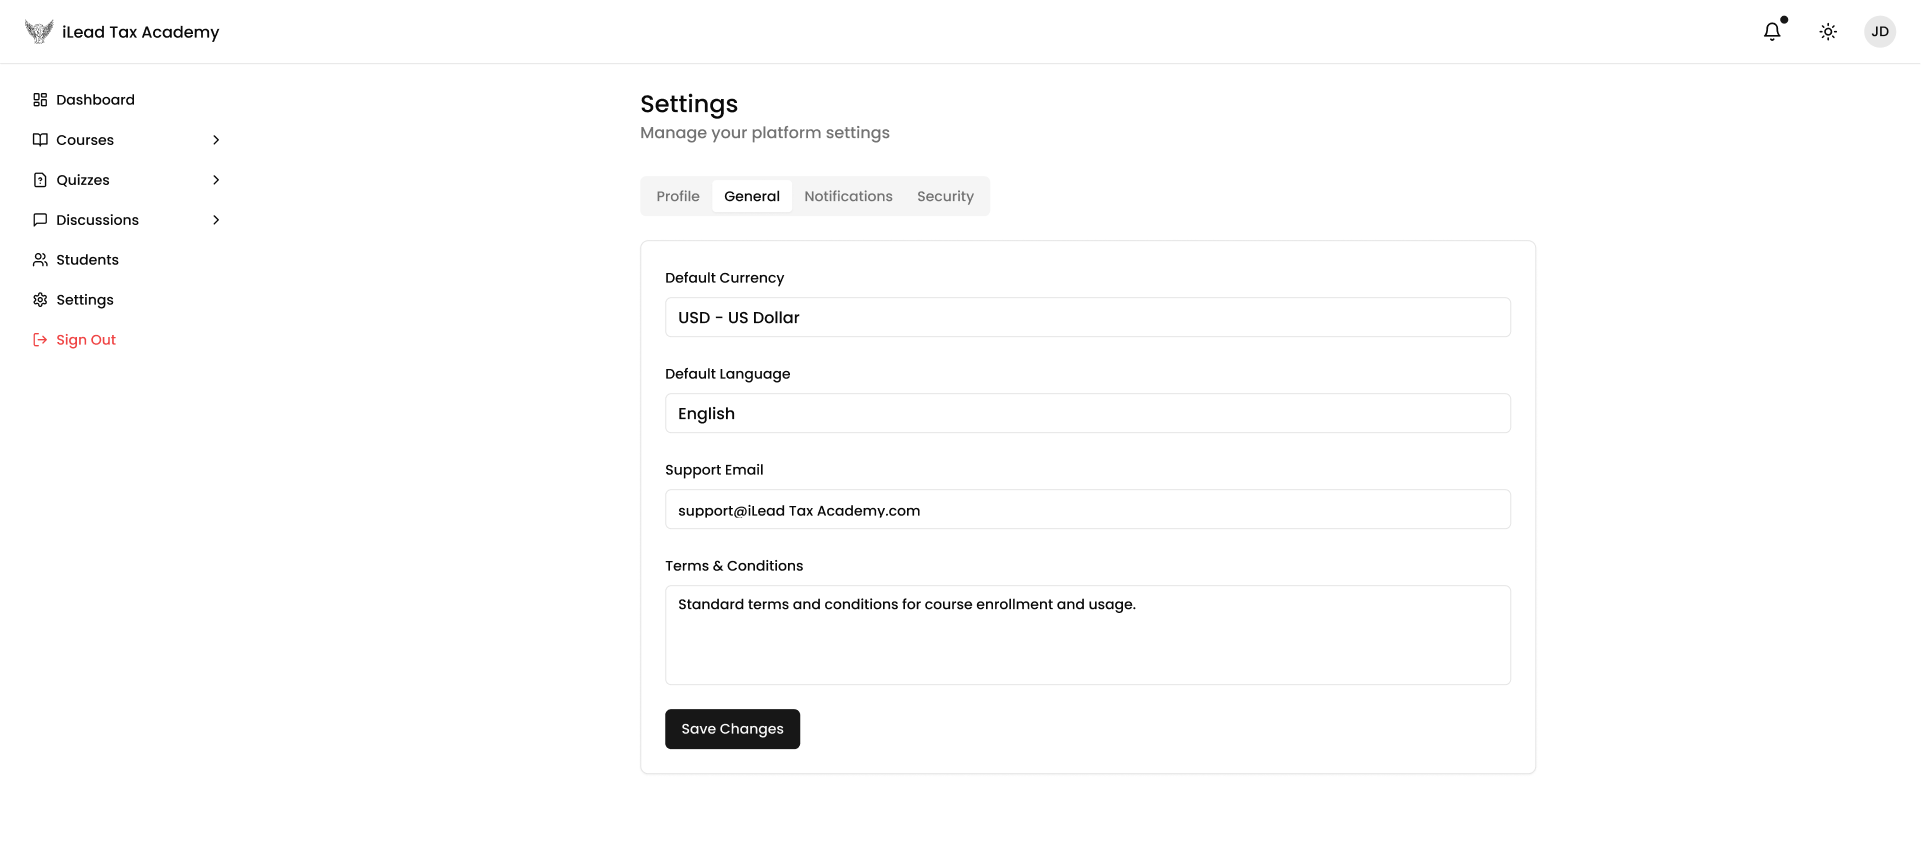 iLead Tax Academy
JD
Dashboard
Courses
Quizzes
Discussions
Students
Settings
Sign Out
Settings
Manage your platform settings
Profile General Notifications Security
Default Currency
USD - US Dollar
Default Language
English
Support Email
support@iLead Tax Academy.com
Terms & Conditions
Standard terms and conditions for course enrollment and usage.
Save Changes